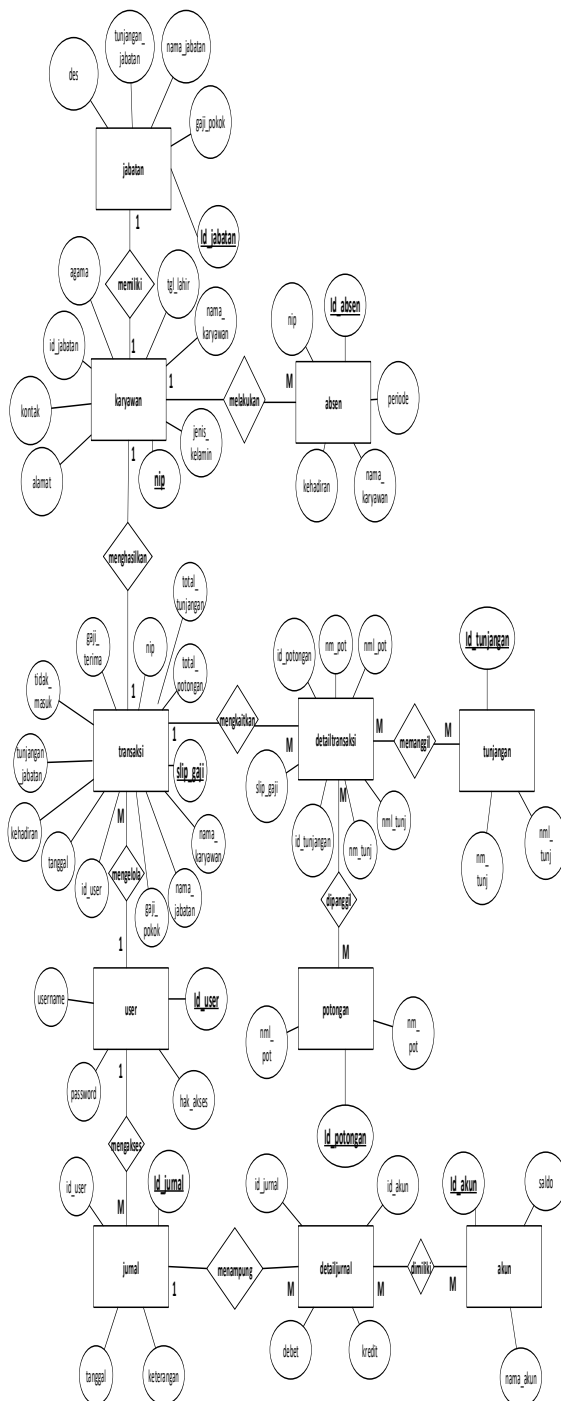 tunjangan_
jabatan
nama_jabatan
des
gaji_pokok
jabatan
Id_jabatan
1
memiliki
1
agama
tgl_lahir
id_jabatan
nama_
karyawan
kontak
karyawan
1
alamat
nip
jenis_
kelamin
1
melakukan
M
nip
Id_absen
absen
periode
kehadiran
nama_
karyawan
menghasilkan
1
total_
tunjangan
gaji_
terima
nip
total_
potongan
tidak_
masuk
transaksi
1
slip_gaji
tunjangan
_jabatan
kehadiran
tanggal
id_user
gaji_
pokok
nama_
jabatan
nama_
karyawan
M
mengelola
1
mengkaitkan
M
id_potongan
nm_pot
nml_pot
detailtransaksi
slip_gaji
id_tunjangan
nm_tunj
nml_tunj
M
memanggil
M
Id_tunjangan
tunjangan
nm_
tunj
nml_
tunj
M
dipanggil
M
potongan
nml_
pot
nm_
pot
Id_potongan
username
user
Id_user
password
hak_akses
1
mengakses
M
id_user
Id_jurnal
jurnal
1
tanggal
keterangan
menampung
M
id_jurnal
id_akun
detailjurnal
debet
kredit
M
dimiliki
M
Id_akun
saldo
akun
nama_akun